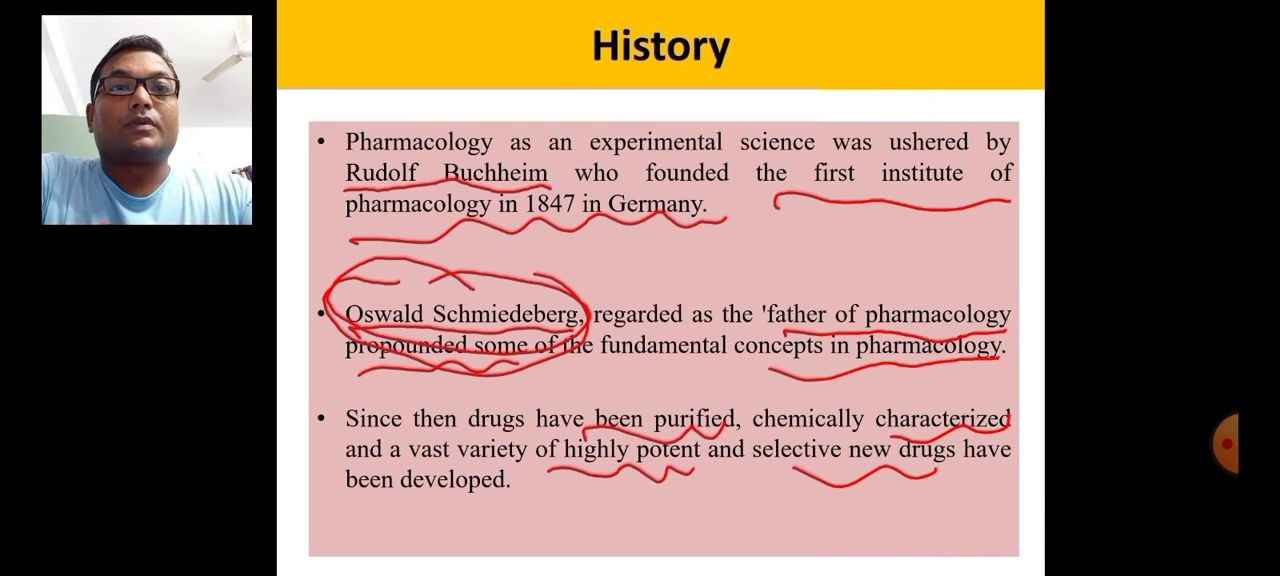 History
• Pharmacology as an experimental science was ushered by
Rudolf Buchheim who founded the first institute of
pharmacology in 1847 in Germany.
• Oswald Schmiedeberg, regarded as the 'father of pharmacology
propounded some of the fundamental concepts in pharmacology.
• Since then drugs have been purified, chemically characterized
and a vast variety of highly potent and selective new drugs have
been developed.